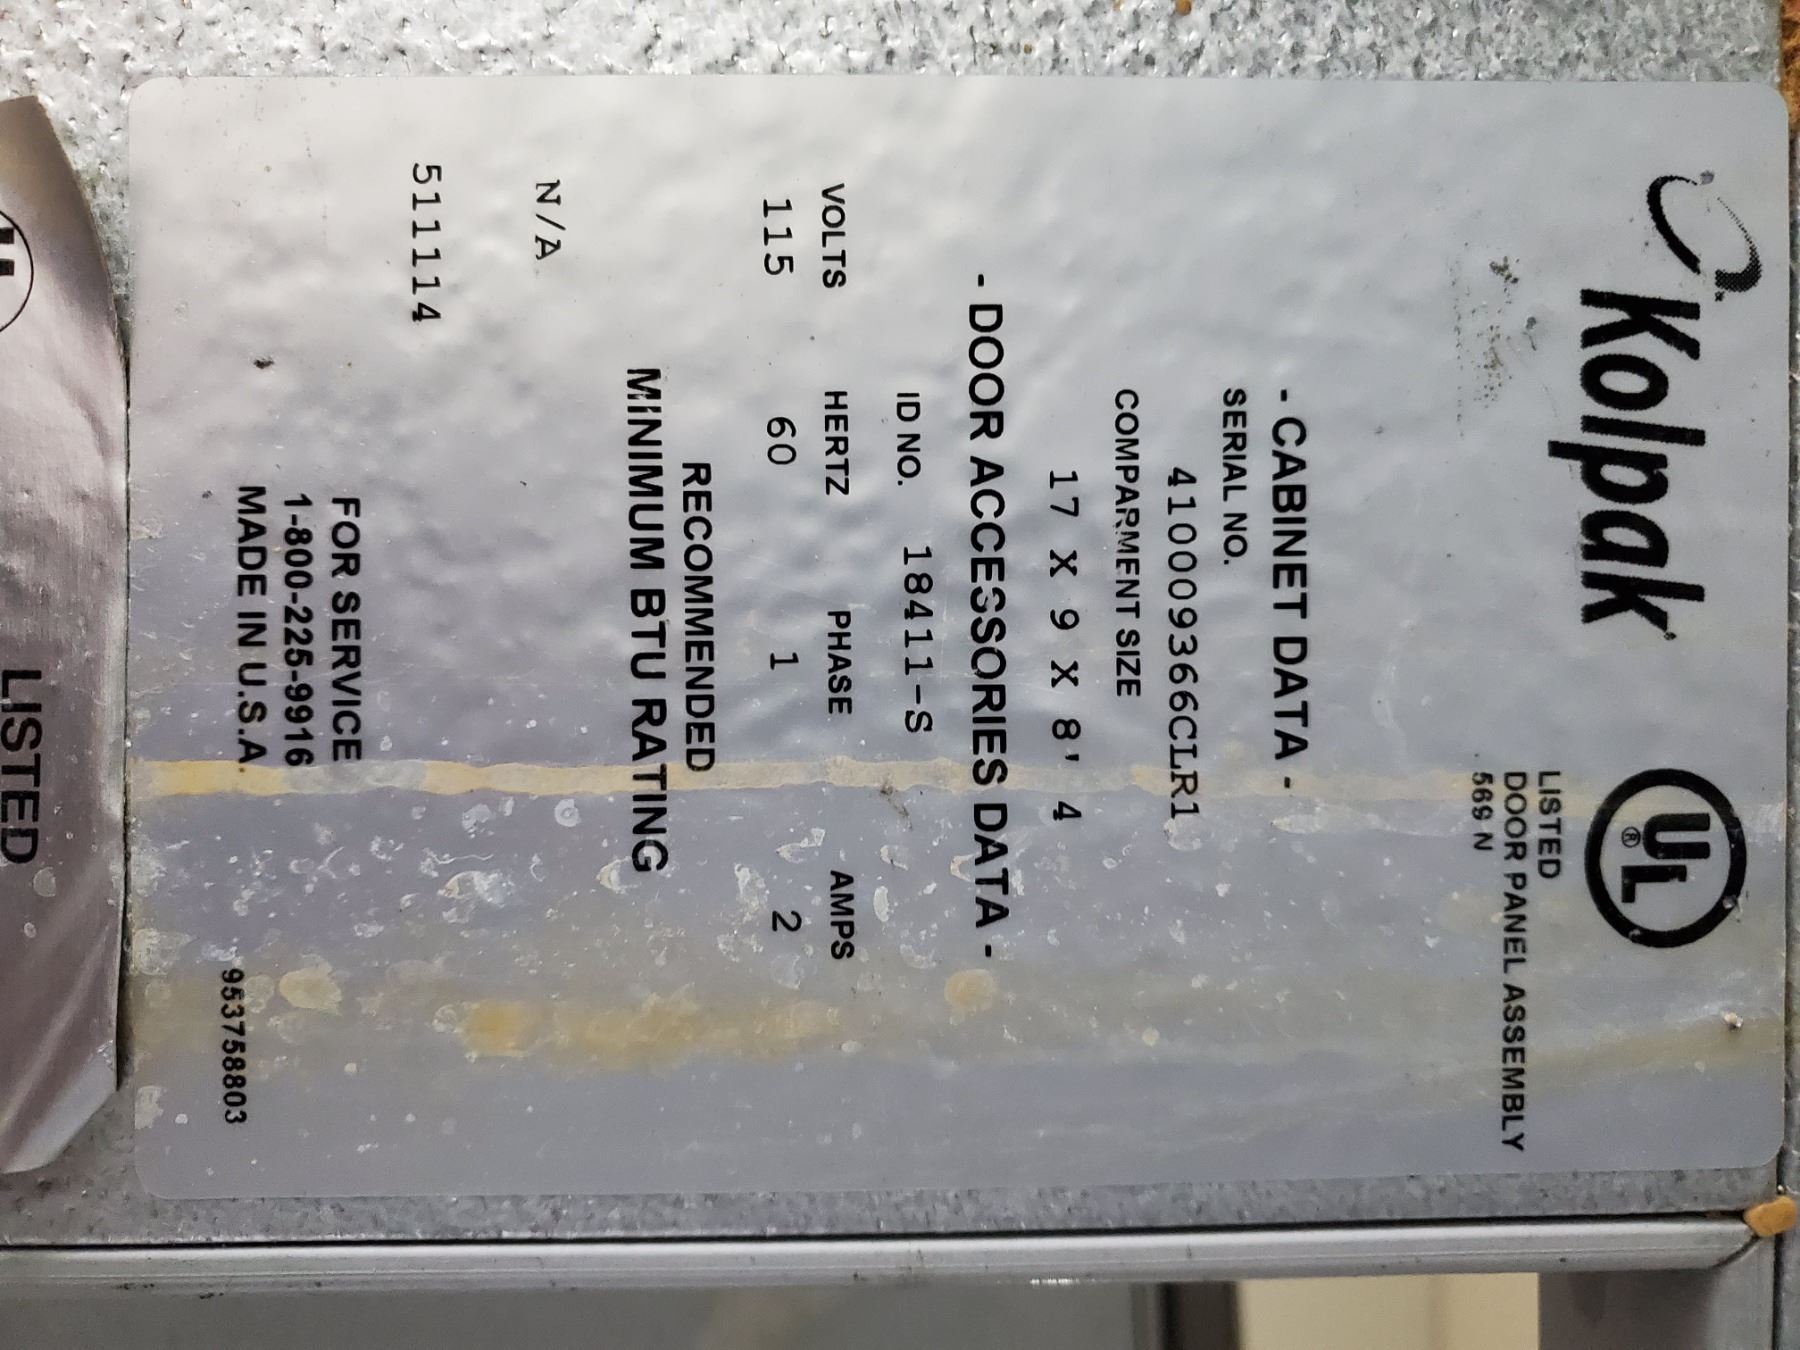 Kolpak
UL
®
LISTED
DOOR PANEL ASSEMBLY
569 N
- CABINET DATA -
SERIAL NO.
410009366CLR1
COMPARMENT SIZE
17 X 9 X 8' 4
- DOOR ACCESSORIES DATA -
ID NO. 18411-S
VOLTS HERTZ PHASE AMPS
115 60 1 2
RECOMMENDED
MINIMUM BTU RATING
N/A
511114
FOR SERVICE
1-800-225-9916
MADE IN U.S.A.
953758803
LISTED